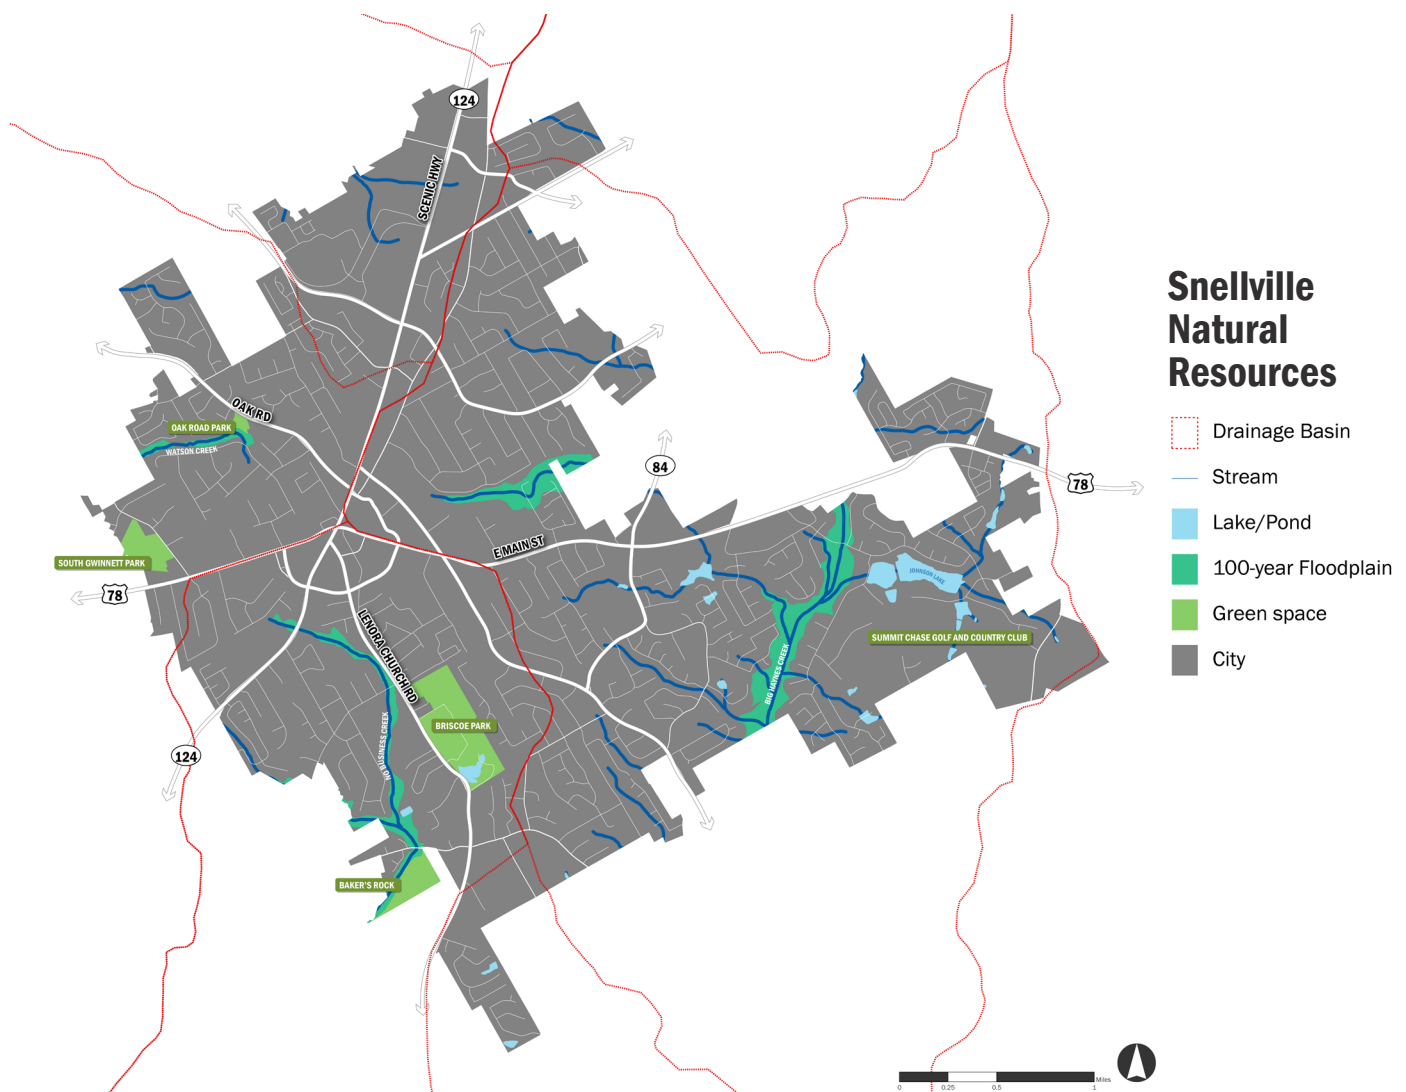 124
SCENIC HWY
OAK RD
OAK ROAD PARK
WATSON CREEK
SOUTH GWINNETT PARK
78
84
78
E MAIN ST
JOHNSON LAKE
SUMMIT CHASE GOLF AND COUNTRY CLUB
BIG HAYNES CREEK
LENORA CHURCH RD
BRISCOE PARK
NO BUSINESS CREEK
124
BAKER'S ROCK
Snellville
Natural
Resources
Drainage Basin
Stream
Lake/Pond
100-year Floodplain
Green space
City
Miles
0 0.25 0.5 1